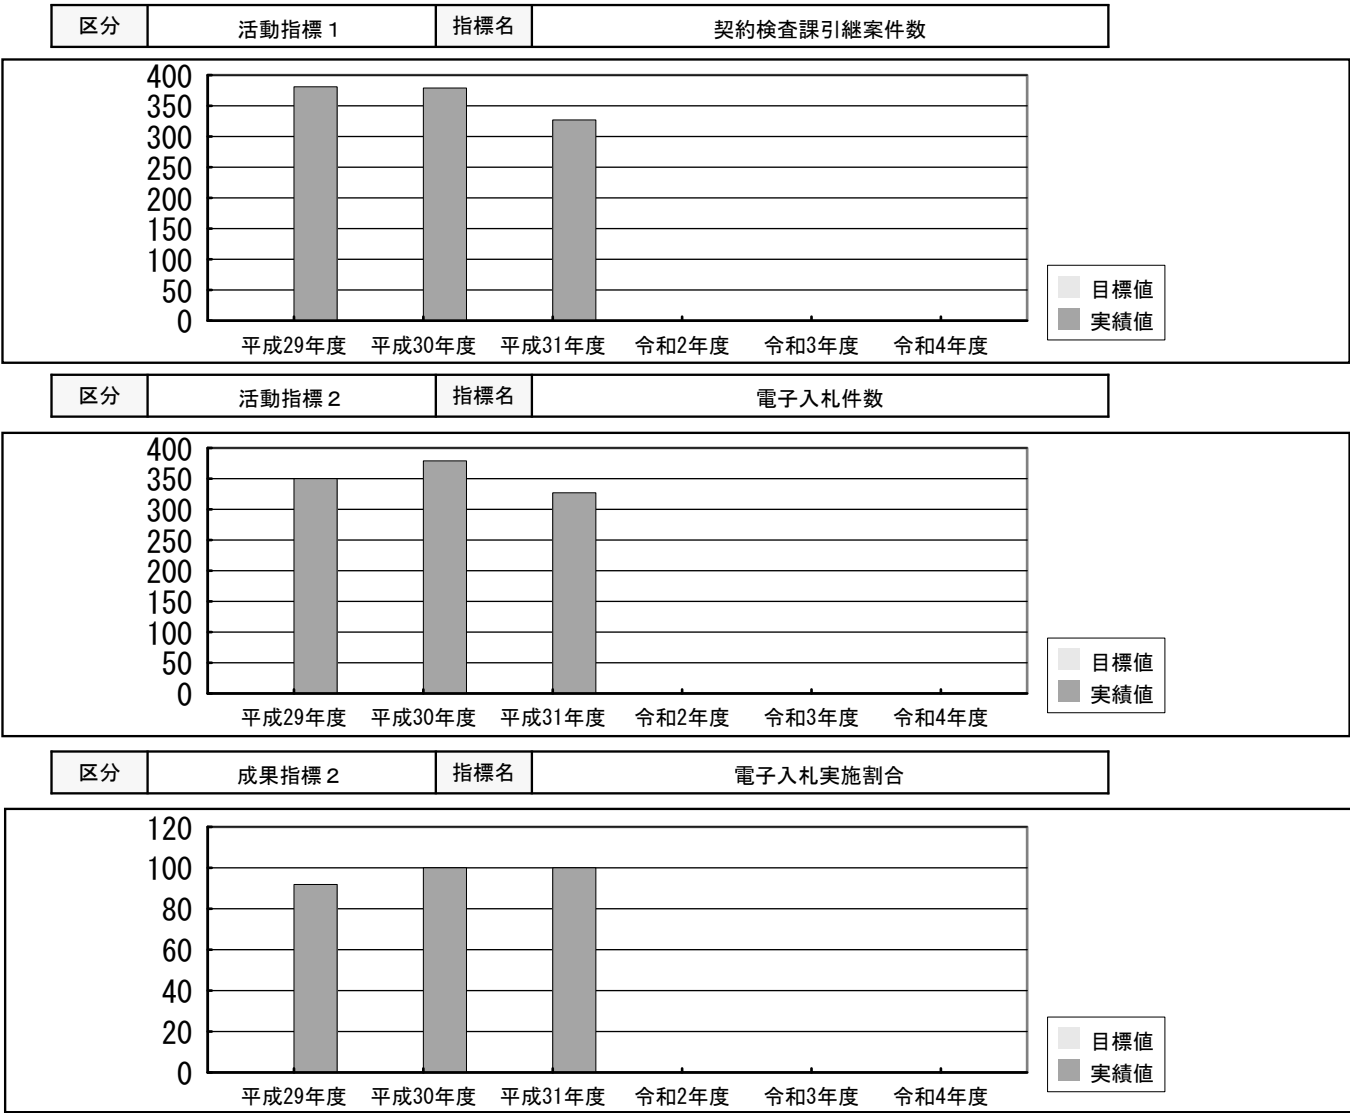 区分 活動指標１ 指標名 契約検査課引継案件数
400
350
300
250
200
150
100
50
0
平成29年度 平成30年度 平成31年度 令和2年度 令和3年度 令和4年度
目標値
実績値
区分 活動指標２ 指標名 電子入札件数
400
350
300
250
200
150
100
50
0
平成29年度 平成30年度 平成31年度 令和2年度 令和3年度 令和4年度
目標値
実績値
区分 成果指標２ 指標名 電子入札実施割合
120
100
80
60
40
20
0
平成29年度 平成30年度 平成31年度 令和2年度 令和3年度 令和4年度
目標値
実績値